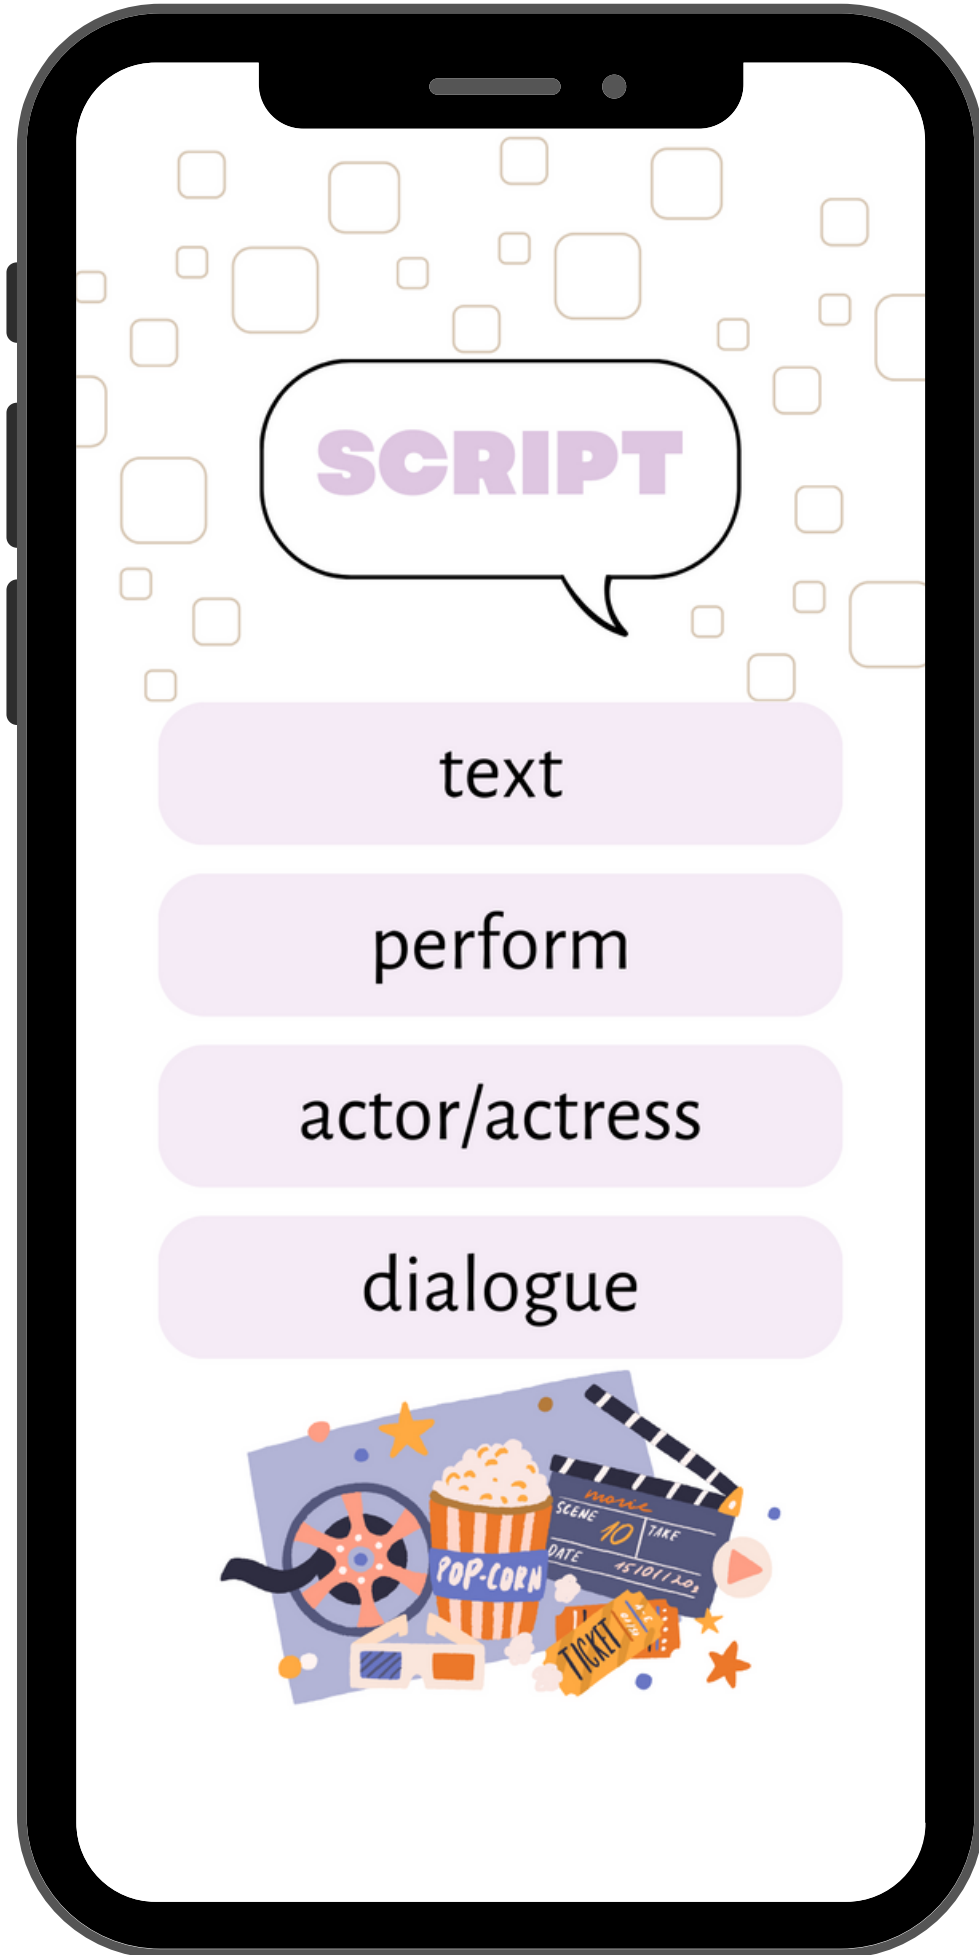 SCRIPT
text
perform
actor/actress
dialogue
movie
SCENE
10
TAKE
DATE
POP-CORN
TICKET